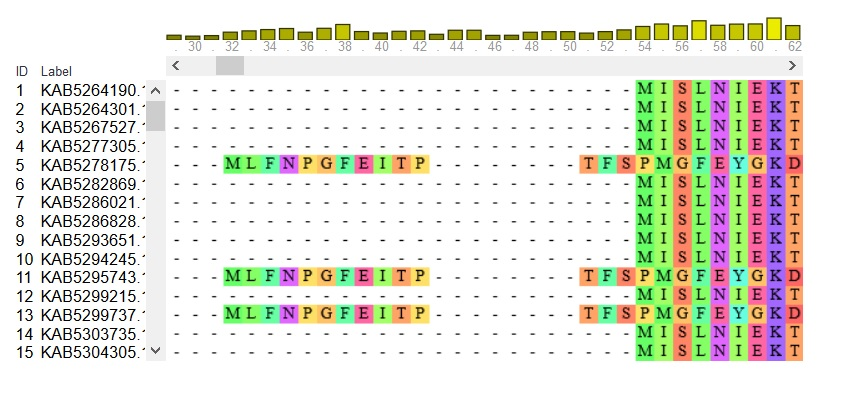 . 30 . 32 . 34 . 36 . 38 . 40 . 42 . 44 . 46 . 48 . 50 . 52 . 54 . 56 . 58 . 60 . 62
ID Label
1 KAB5264190. - - - - - - - - - - - - - - - - - - - - - - - - - M I S L N I E K T
2 KAB5264301. - - - - - - - - - - - - - - - - - - - - - - - - - M I S L N I E K T
3 KAB5267527. - - - - - - - - - - - - - - - - - - - - - - - - - M I S L N I E K T
4 KAB5277305. - - - - - - - - - - - - - - - - - - - - - - - - - M I S L N I E K T
5 KAB5278175. - - - M L F N P G F E I T P - - - - - - - - T F S P M G F E Y G K D
6 KAB5282869. - - - - - - - - - - - - - - - - - - - - - - - - - M I S L N I E K T
7 KAB5286021. - - - - - - - - - - - - - - - - - - - - - - - - - M I S L N I E K T
8 KAB5286828. - - - - - - - - - - - - - - - - - - - - - - - - - M I S L N I E K T
9 KAB5293651. - - - - - - - - - - - - - - - - - - - - - - - - - M I S L N I E K T
10 KAB5294245. - - - - - - - - - - - - - - - - - - - - - - - - - M I S L N I E K T
11 KAB5295743. - - - M L F N P G F E I T P - - - - - - - - T F S P M G F E Y G K D
12 KAB5299215. - - - - - - - - - - - - - - - - - - - - - - - - - M I S L N I E K T
13 KAB5299737. - - - M L F N P G F E I T P - - - - - - - - T F S P M G F E Y G K D
14 KAB5303735. - - - - - - - - - - - - - - - - - - - - - - - - - M I S L N I E K T
15 KAB5304305. - - - - - - - - - - - - - - - - - - - - - - - - - M I S L N I E K T